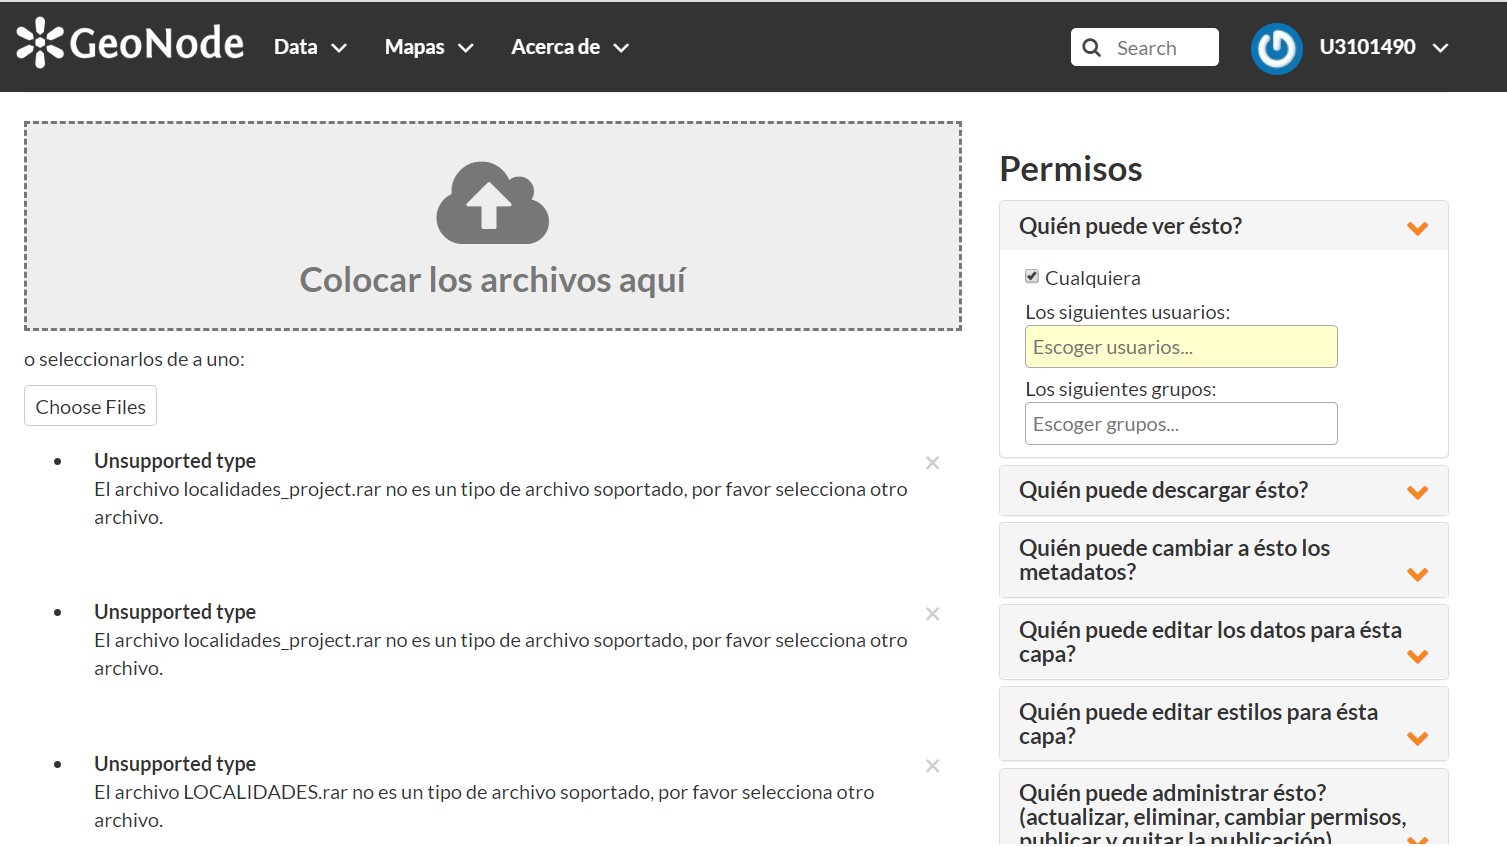 GeoNode
Data
Mapas
Acerca de
Search
U3101490
Colocar los archivos aquí
o seleccionarlos de a uno:
Choose Files
Unsupported type
El archivo localidades_project.rar no es un tipo de archivo soportado, por favor selecciona otro
archivo.
Unsupported type
El archivo localidades_project.rar no es un tipo de archivo soportado, por favor selecciona otro
archivo.
Unsupported type
El archivo LOCALIDADES.rar no es un tipo de archivo soportado, por favor selecciona otro
archivo.
Permisos
Quién puede ver ésto?
Cualquiera
Los siguientes usuarios:
Escoger usuarios...
Los siguientes grupos:
Escoger grupos...
Quién puede descargar ésto?
Quién puede cambiar a ésto los
metadatos?
Quién puede editar los datos para ésta
capa?
Quién puede editar estilos para ésta
capa?
Quién puede administrar ésto?
(actualizar, eliminar, cambiar permisos,
publicar y quitar la publicación)